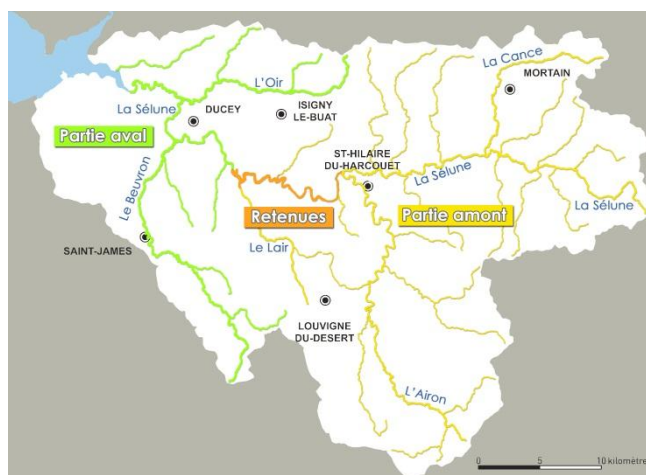 La Cance
MORTAIN
L'Oir
La Sélune
DUCEY
ISIGNY
LE-BUAT
Partie aval
ST-HILAIRE
DU-HARCOUET
La Sélune
Le Beuvron
Retenues
Partie amont
La Sélune
SAINT-JAMES
Le Lair
LOUVIGNE
DU-DESERT
L'Airon
0 5 10 kilomètre